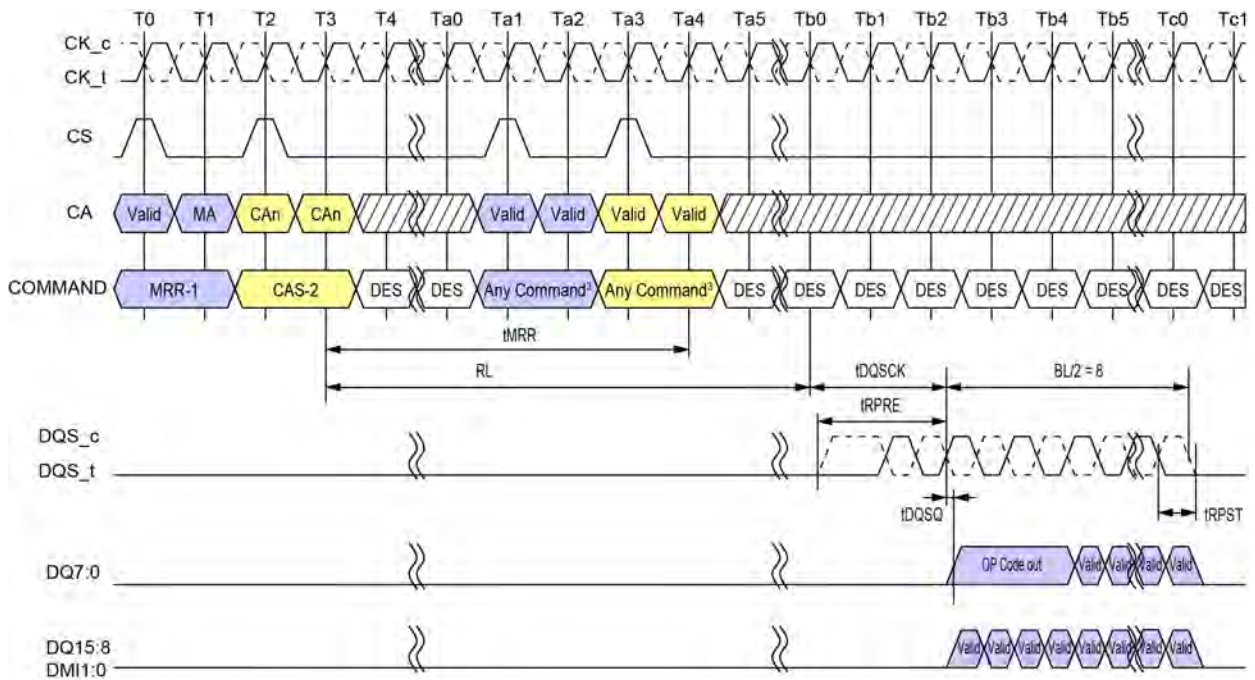 T0 T1 T2 T3 T4 Ta0 Ta1 Ta2 Ta3 Ta4 Ta5 Tb0 Tb1 Tb2 Tb3 Tb4 Tb5 Tc0 Tc1
CK_c
CK_t
CS
CA Valid MA CAn CAn Valid Valid Valid Valid
COMMAND MRR-1 CAS-2 DES DES Any Command³ Any Command³ DES DES DES DES DES DES DES DES DES
tMRR
RL tDQSCK BL/2 = 8
tRPRE
DQS_c
DQS_t
tDQSQ tRPST
DQ7:0 OP Code out Valid Valid Valid Valid
DQ15:8 Valid Valid Valid Valid Valid Valid Valid Valid
DMI1:0